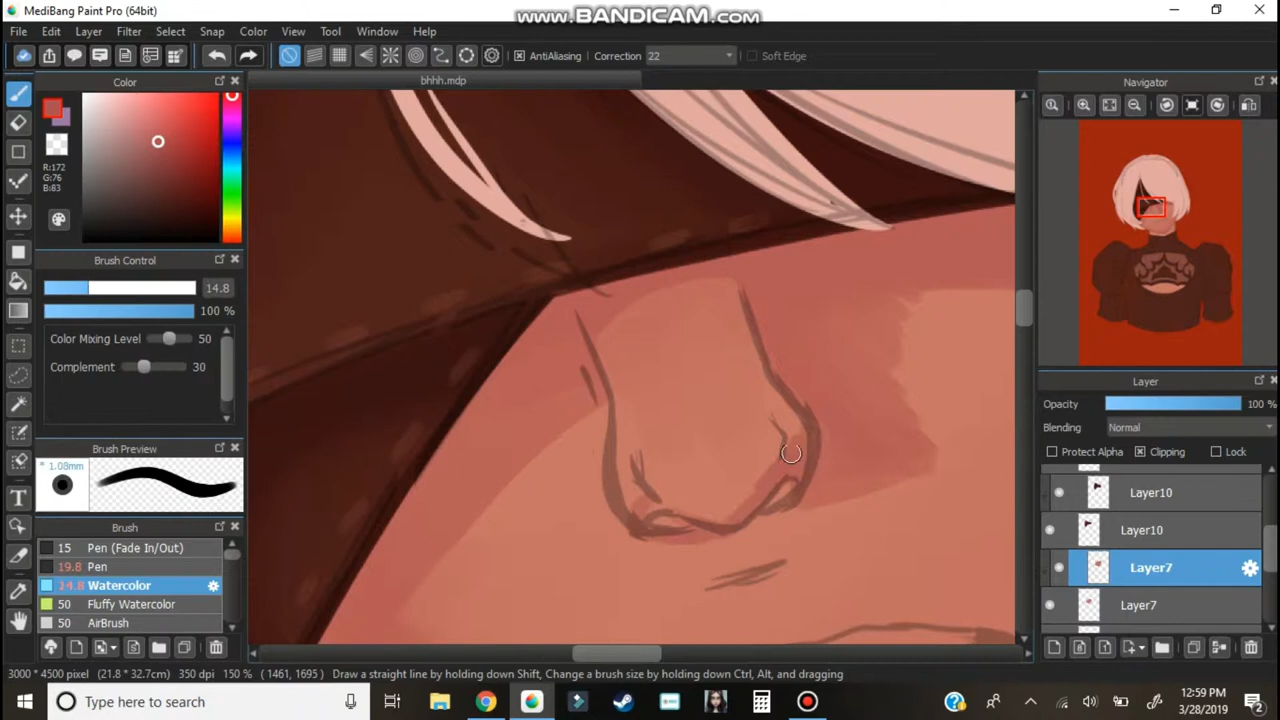 MediBang Paint Pro (64bit)
www.BANDICAM.com
File Edit Layer Filter Select Snap Color View Tool Window Help
AntiAliasing Correction 22 Soft Edge
Color
bhhh.mdp
Navigator
R:172
G:76
B:83
Brush Control
14.8
100 %
Color Mixing Level 50
Complement 30
Brush Preview
* 1.08mm
Brush
15 Pen (Fade In/Out)
19.8 Pen
14.8 Watercolor
50 Fluffy Watercolor
50 AirBrush
Layer
Opacity 100 %
Blending Normal
Protect Alpha Clipping Lock
Layer10
Layer10
Layer7
Layer7
3000 * 4500 pixel (21.8 * 32.7cm) 350 dpi 150 % ( 1461, 1695 ) Draw a straight line by holding down Shift, Change a brush size by holding down Ctrl, Alt, and dragging
Type here to search
12:59 PM
3/28/2019
2